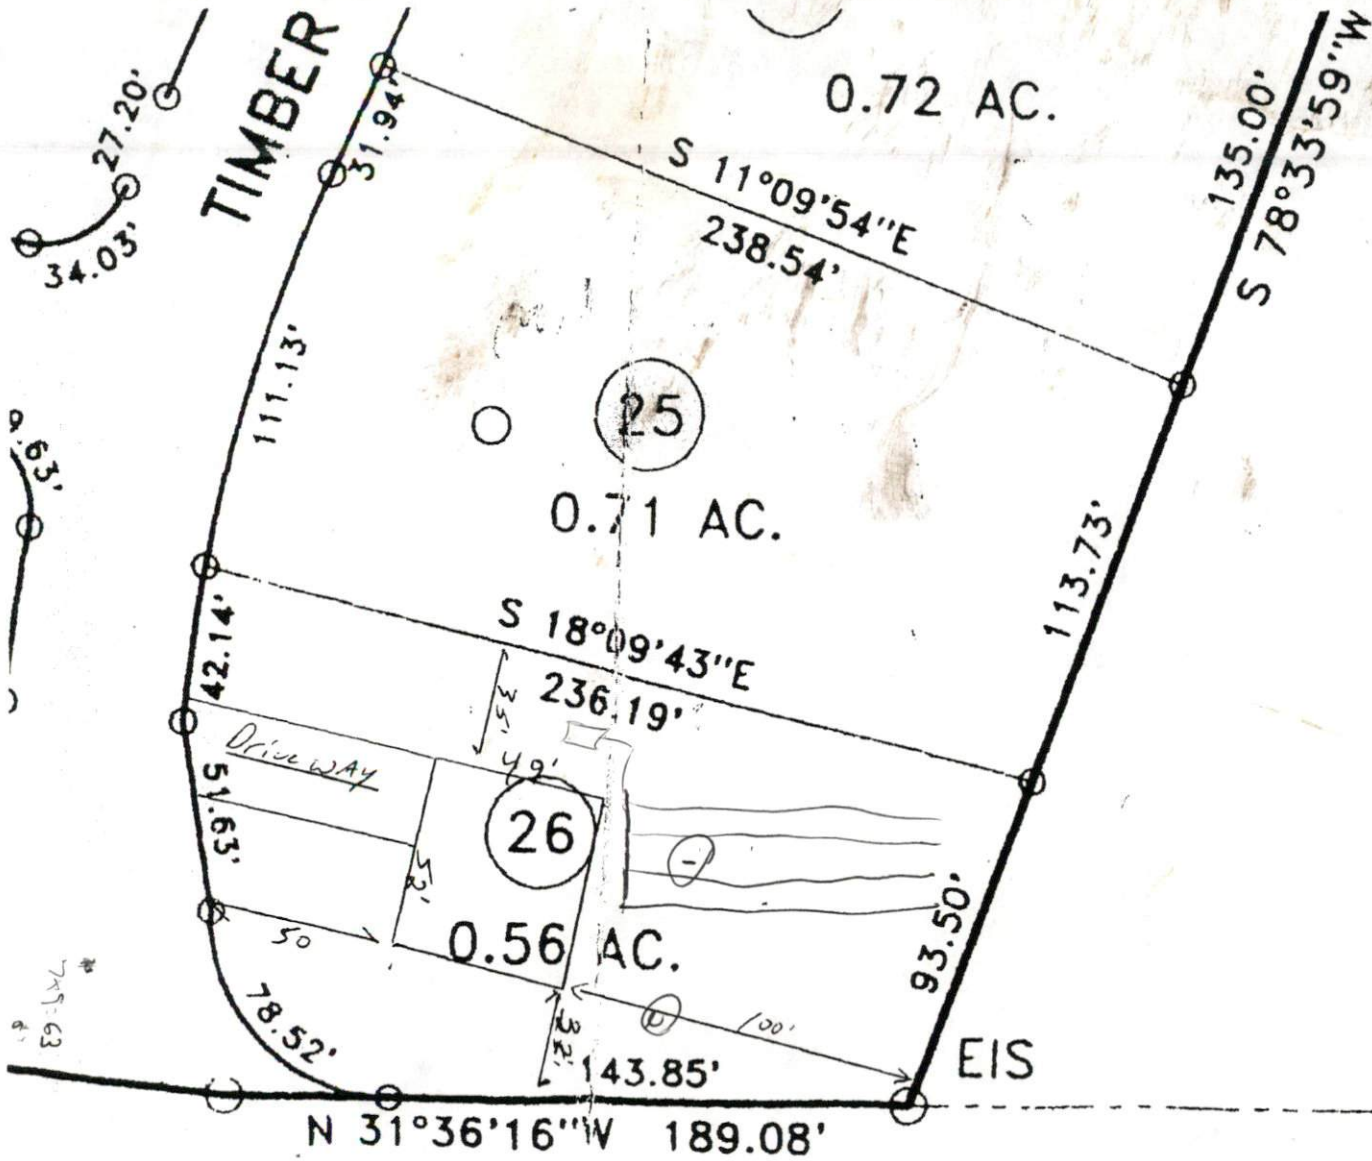 TIMBER
27.20'
34.03'
31.94'
0.72 AC.
135.00'
S 78°33'59"W
S 11°09'54"E
238.54'
111.13'
25
0.71 AC.
.63'
113.73'
S 18°09'43"E
236.19'
42.14'
35'
49'
Driveway
51.63'
26
52'
1
0.56 AC.
93.50'
50
78.52'
32'
2
100'
143.85'
EIS
N 31°36'16"W 189.08'